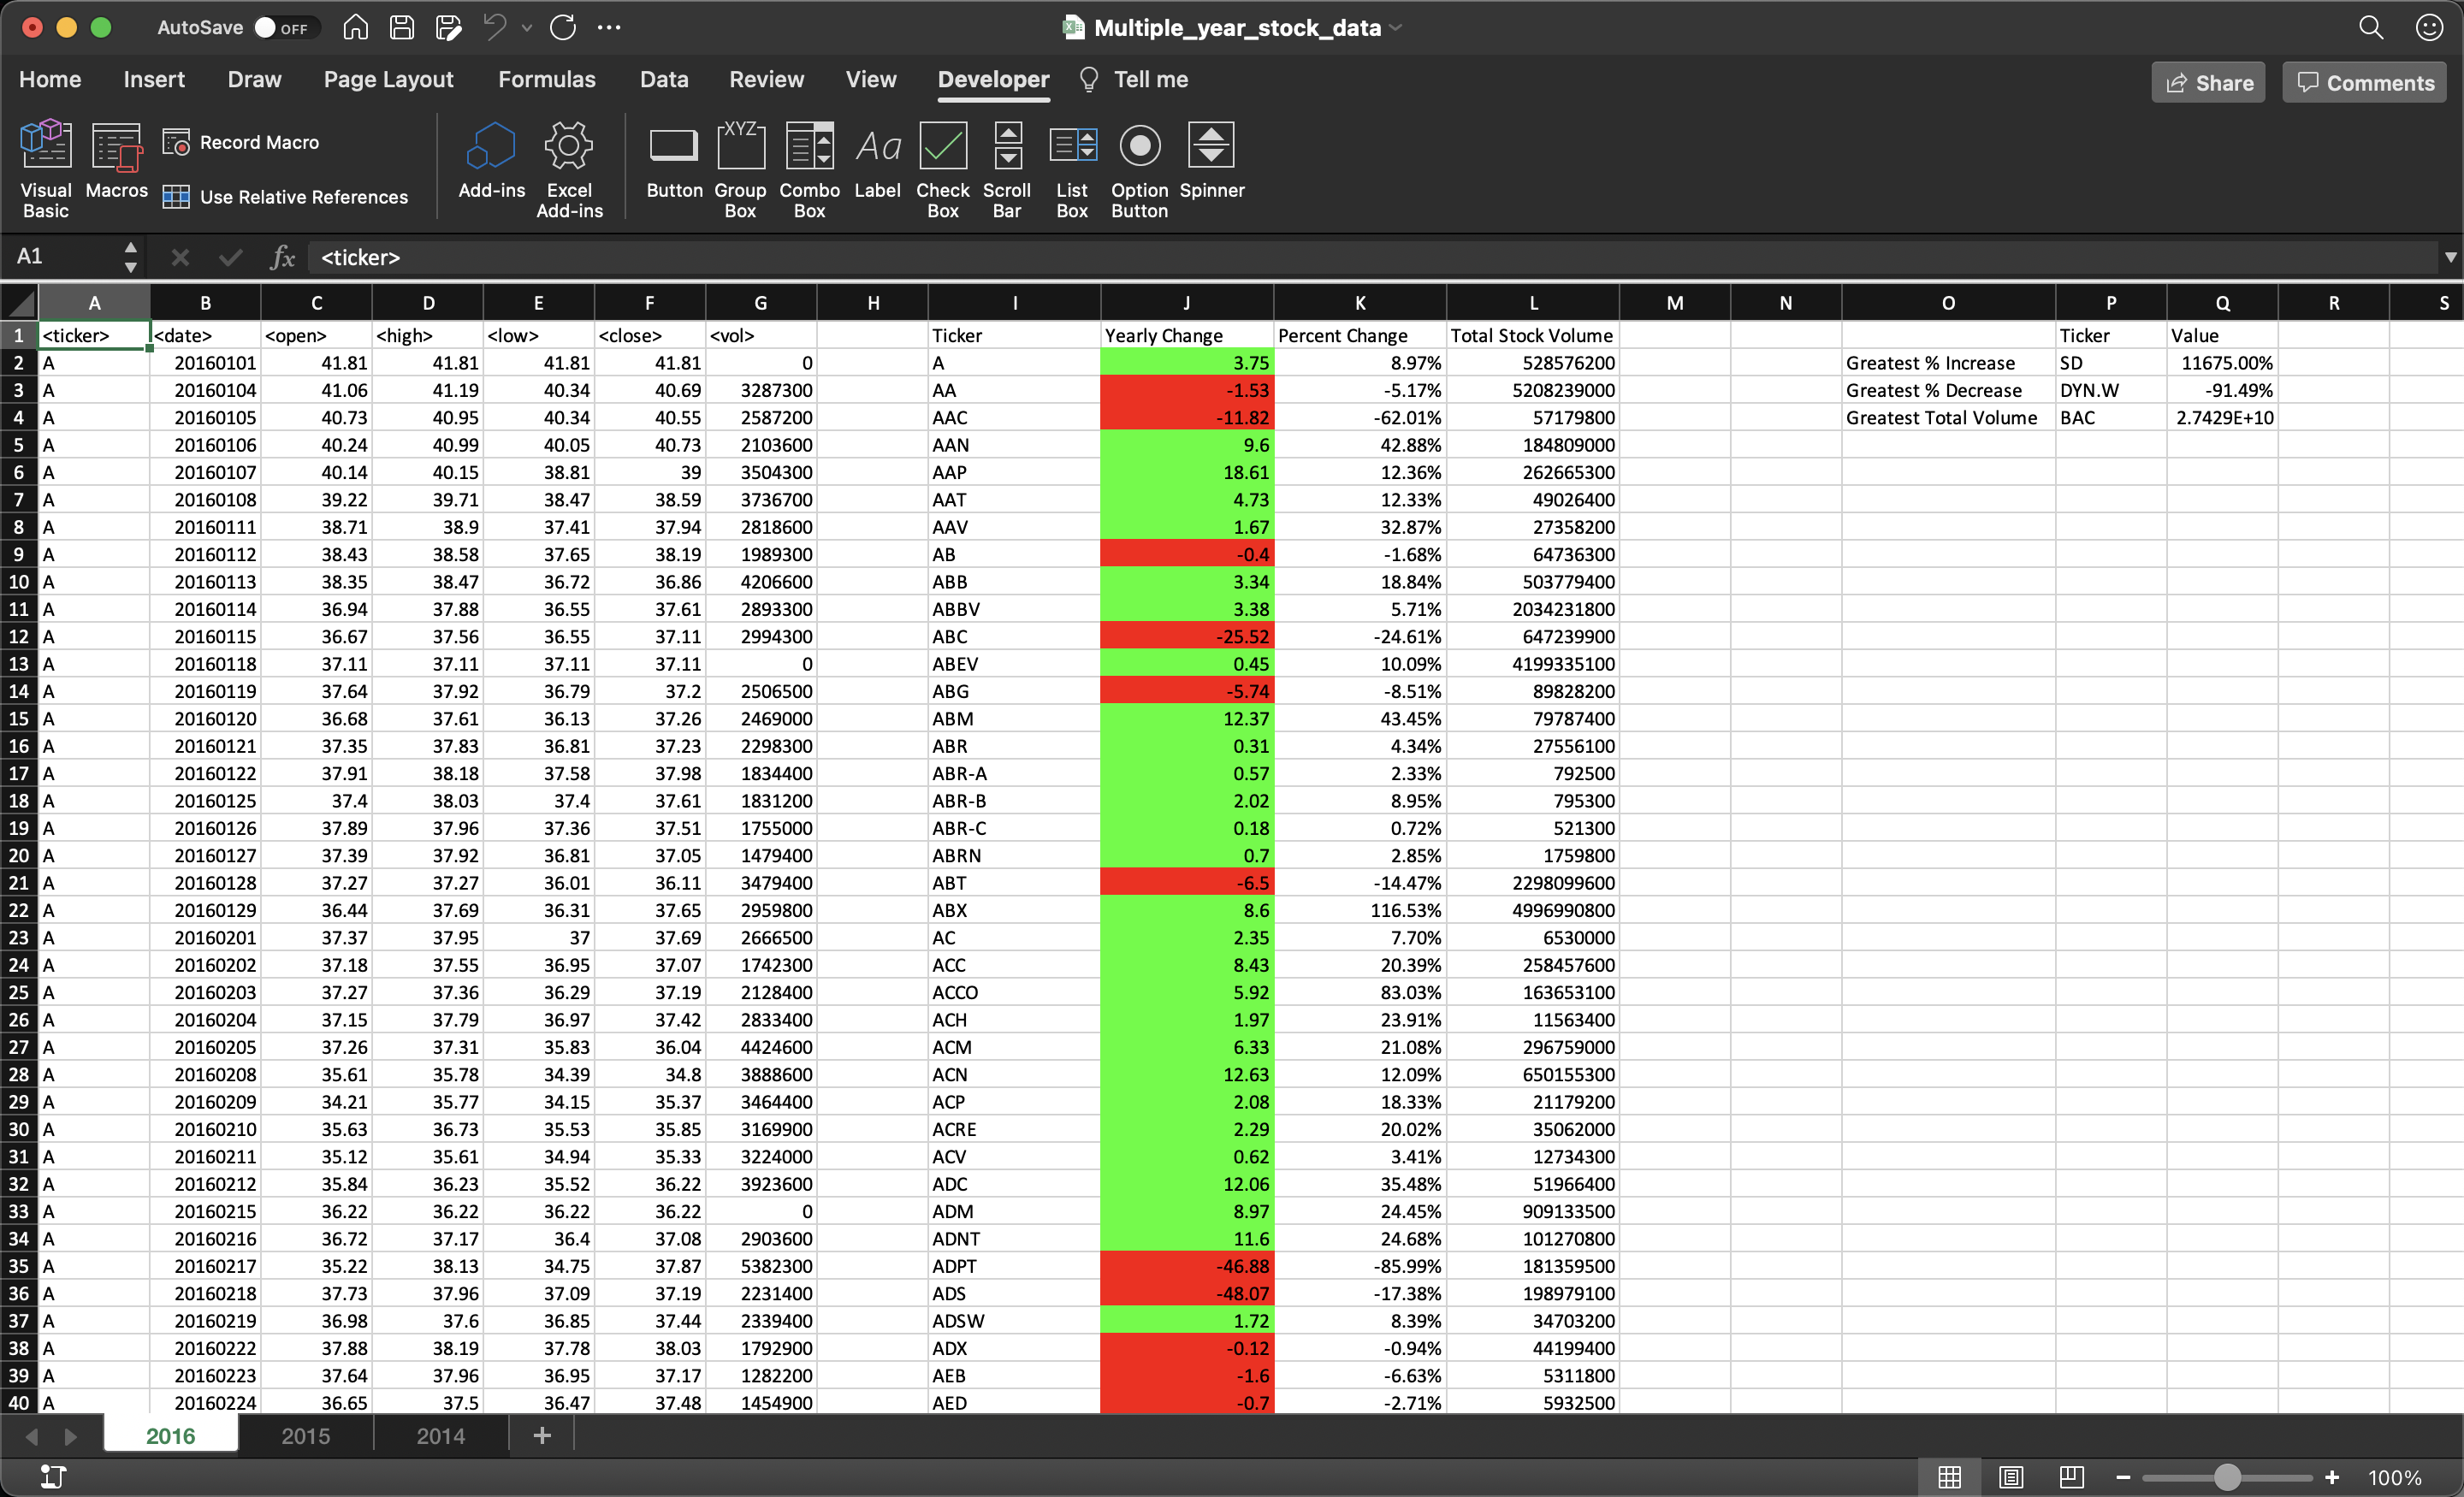 AutoSave OFF Multiple_year_stock_data
Home Insert Draw Page Layout Formulas Data Review View Developer Tell me Share Comments
Visual Basic Macros Record Macro Use Relative References Add-ins Excel Add-ins Button XYZ Group Box Combo Box Aa Label Check Box Scroll Bar List Box Option Button Spinner
A1 fx <ticker>
A B C D E F G H I J K L M N O P Q R S
1 <ticker> <date> <open> <high> <low> <close> <vol> Ticker Yearly Change Percent Change Total Stock Volume Ticker Value
2 A 20160101 41.81 41.81 41.81 41.81 0 A 3.75 8.97% 528576200 Greatest % Increase SD 11675.00%
3 A 20160104 41.06 41.19 40.34 40.69 3287300 AA -1.53 -5.17% 5208239000 Greatest % Decrease DYN.W -91.49%
4 A 20160105 40.73 40.95 40.34 40.55 2587200 AAC -11.82 -62.01% 57179800 Greatest Total Volume BAC 2.7429E+10
5 A 20160106 40.24 40.99 40.05 40.73 2103600 AAN 9.6 42.88% 184809000
6 A 20160107 40.14 40.15 38.81 39 3504300 AAP 18.61 12.36% 262665300
7 A 20160108 39.22 39.71 38.47 38.59 3736700 AAT 4.73 12.33% 49026400
8 A 20160111 38.71 38.9 37.41 37.94 2818600 AAV 1.67 32.87% 27358200
9 A 20160112 38.43 38.58 37.65 38.19 1989300 AB -0.4 -1.68% 64736300
10 A 20160113 38.35 38.47 36.72 36.86 4206600 ABB 3.34 18.84% 503779400
11 A 20160114 36.94 37.88 36.55 37.61 2893300 ABBV 3.38 5.71% 2034231800
12 A 20160115 36.67 37.56 36.55 37.11 2994300 ABC -25.52 -24.61% 647239900
13 A 20160118 37.11 37.11 37.11 37.11 0 ABEV 0.45 10.09% 4199335100
14 A 20160119 37.64 37.92 36.79 37.2 2506500 ABG -5.74 -8.51% 89828200
15 A 20160120 36.68 37.61 36.13 37.26 2469000 ABM 12.37 43.45% 79787400
16 A 20160121 37.35 37.83 36.81 37.23 2298300 ABR 0.31 4.34% 27556100
17 A 20160122 37.91 38.18 37.58 37.98 1834400 ABR-A 0.57 2.33% 792500
18 A 20160125 37.4 38.03 37.4 37.61 1831200 ABR-B 2.02 8.95% 795300
19 A 20160126 37.89 37.96 37.36 37.51 1755000 ABR-C 0.18 0.72% 521300
20 A 20160127 37.39 37.92 36.81 37.05 1479400 ABRN 0.7 2.85% 1759800
21 A 20160128 37.27 37.27 36.01 36.11 3479400 ABT -6.5 -14.47% 2298099600
22 A 20160129 36.44 37.69 36.31 37.65 2959800 ABX 8.6 116.53% 4996990800
23 A 20160201 37.37 37.95 37 37.69 2666500 AC 2.35 7.70% 6530000
24 A 20160202 37.18 37.55 36.95 37.07 1742300 ACC 8.43 20.39% 258457600
25 A 20160203 37.27 37.36 36.29 37.19 2128400 ACCO 5.92 83.03% 163653100
26 A 20160204 37.15 37.79 36.97 37.42 2833400 ACH 1.97 23.91% 11563400
27 A 20160205 37.26 37.31 35.83 36.04 4424600 ACM 6.33 21.08% 296759000
28 A 20160208 35.61 35.78 34.39 34.8 3888600 ACN 12.63 12.09% 650155300
29 A 20160209 34.21 35.77 34.15 35.37 3464400 ACP 2.08 18.33% 21179200
30 A 20160210 35.63 36.73 35.53 35.85 3169900 ACRE 2.29 20.02% 35062000
31 A 20160211 35.12 35.61 34.94 35.33 3224000 ACV 0.62 3.41% 12734300
32 A 20160212 35.84 36.23 35.52 36.22 3923600 ADC 12.06 35.48% 51966400
33 A 20160215 36.22 36.22 36.22 36.22 0 ADM 8.97 24.45% 909133500
34 A 20160216 36.72 37.17 36.4 37.08 2903600 ADNT 11.6 24.68% 101270800
35 A 20160217 35.22 38.13 34.75 37.87 5382300 ADPT -46.88 -85.99% 181359500
36 A 20160218 37.73 37.96 37.09 37.19 2231400 ADS -48.07 -17.38% 198979100
37 A 20160219 36.98 37.6 36.85 37.44 2339400 ADSW 1.72 8.39% 34703200
38 A 20160222 37.88 38.19 37.78 38.03 1792900 ADX -0.12 -0.94% 44199400
39 A 20160223 37.64 37.96 36.95 37.17 1282200 AEB -1.6 -6.63% 5311800
40 A 20160224 36.65 37.5 36.47 37.48 1454900 AED -0.7 -2.71% 5932500
2016 2015 2014
100%